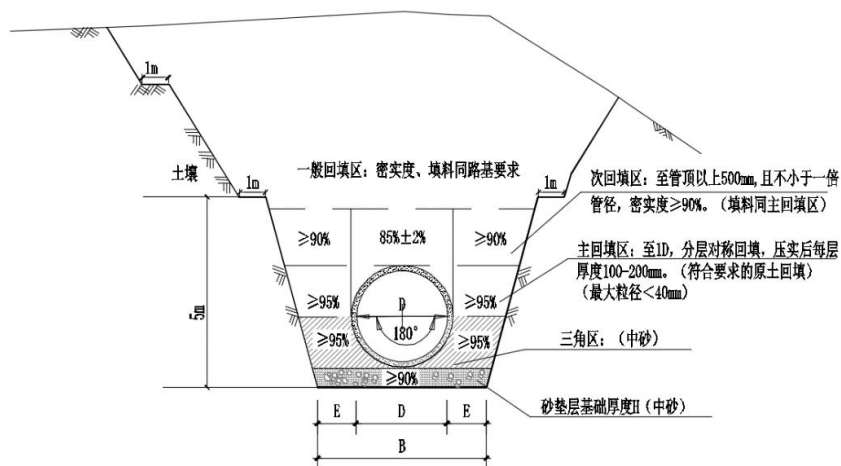 1m
土壤
一般回填区：密实度、填料同路基要求
1m
1m
次回填区：至管顶以上500mm,且不小于一倍
管径，密实度≥90%。（填料同主回填区）
≥90%
85%±2%
≥90%
主回填区：至1D，分层对称回填，压实后每层
厚度100-200mm。（符合要求的原土回填）
（最大粒径＜40mm）
5m
≥95%
D
≥95%
180°
≥95%
≥95%
三角区：（中砂）
≥90%
砂垫层基础厚度H（中砂）
E
D
E
B